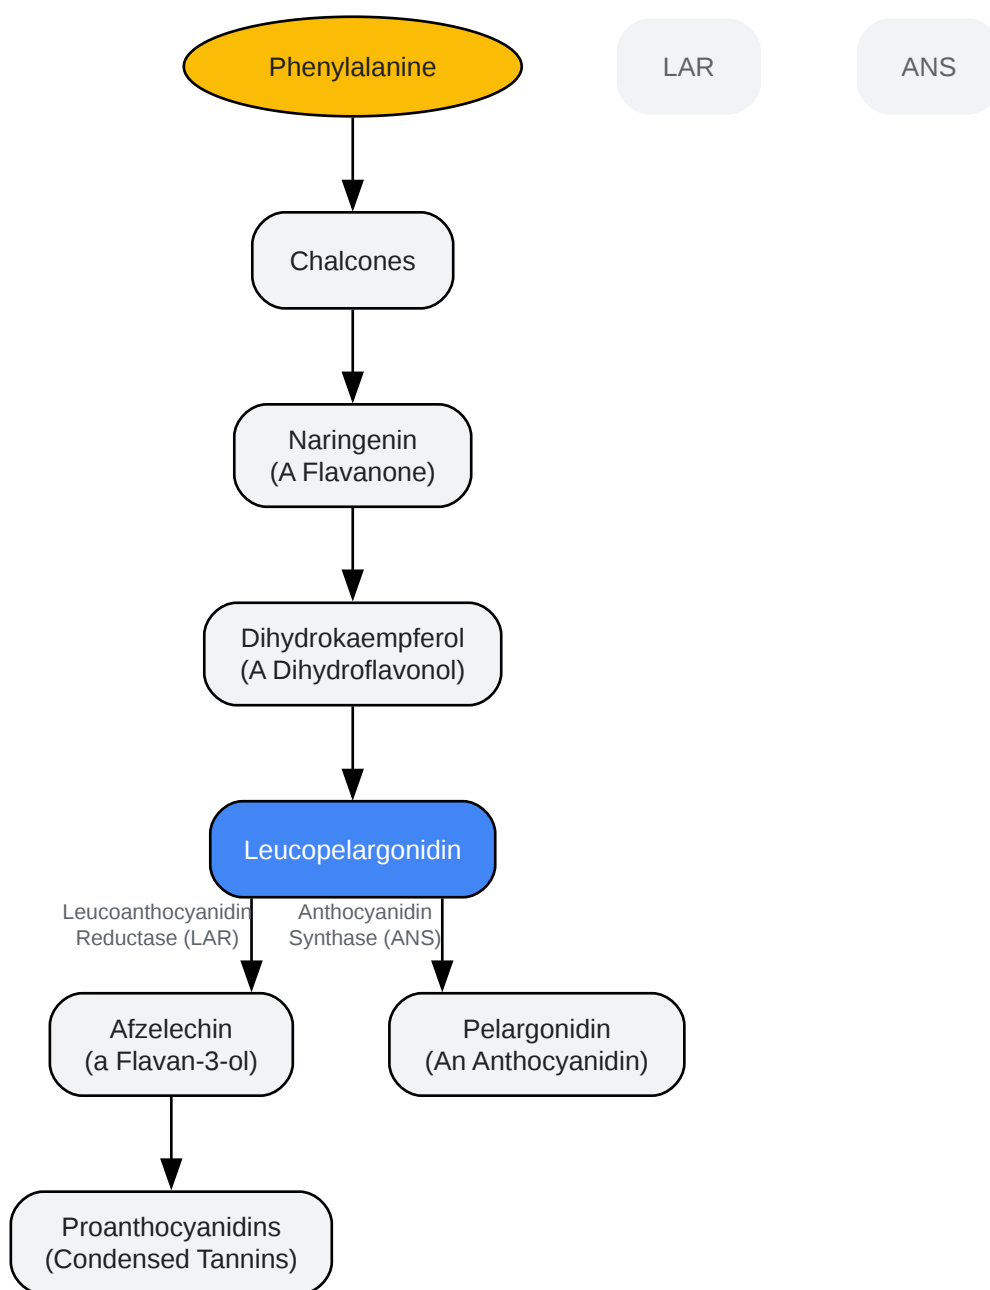 Phenylalanine
LAR
ANS
Chalcones
Naringenin
(A Flavanone)
Dihydrokaempferol
(A Dihydroflavonol)
Leucopelargonidin
Leucoanthocyanidin
Reductase (LAR)
Anthocyanidin
Synthase (ANS)
Afzelechin
(a Flavan-3-ol)
Pelargonidin
(An Anthocyanidin)
Proanthocyanidins
(Condensed Tannins)